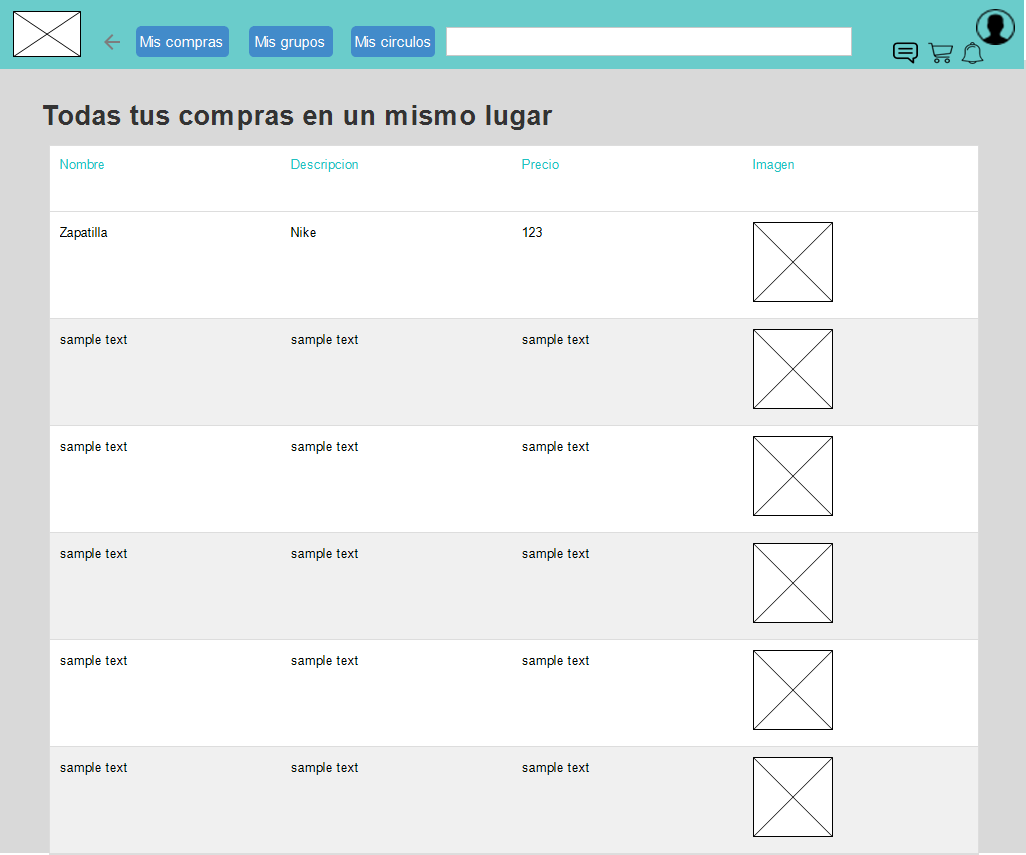 Mis compras Mis grupos Mis circulos
Todas tus compras en un mismo lugar
Nombre Descripcion Precio Imagen
Zapatilla Nike 123
sample text sample text sample text
sample text sample text sample text
sample text sample text sample text
sample text sample text sample text
sample text sample text sample text